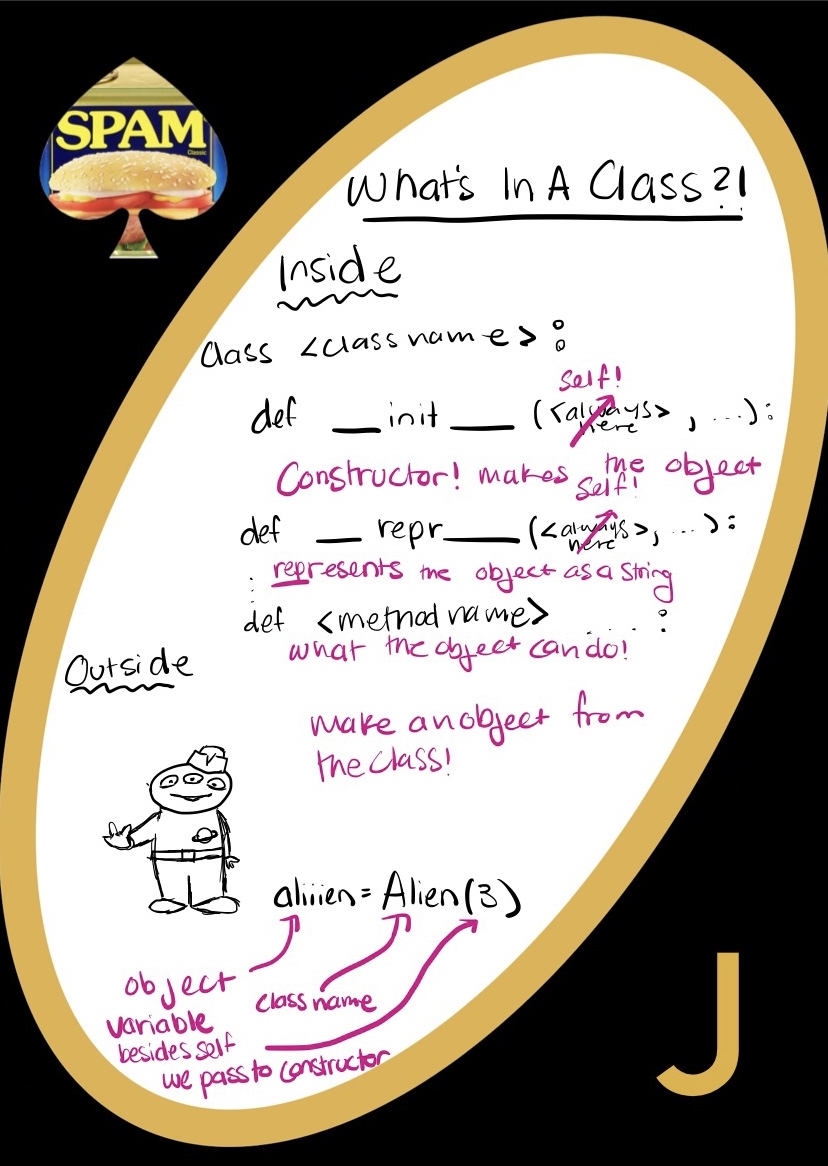 SPAM
Classic
What's In A Class?!
Inside
Class <class name>:
self!
def __init__ (<always here>, ...):
Constructor! makes the object
self!
def __repr__ (<always here>, ...):
represents the object as a string
def <method name> ....:
what the object can do!
Outside
make an object from
the class!
aliiien = Alien(3)
object
class name
variable
besides self
we pass to constructor
J